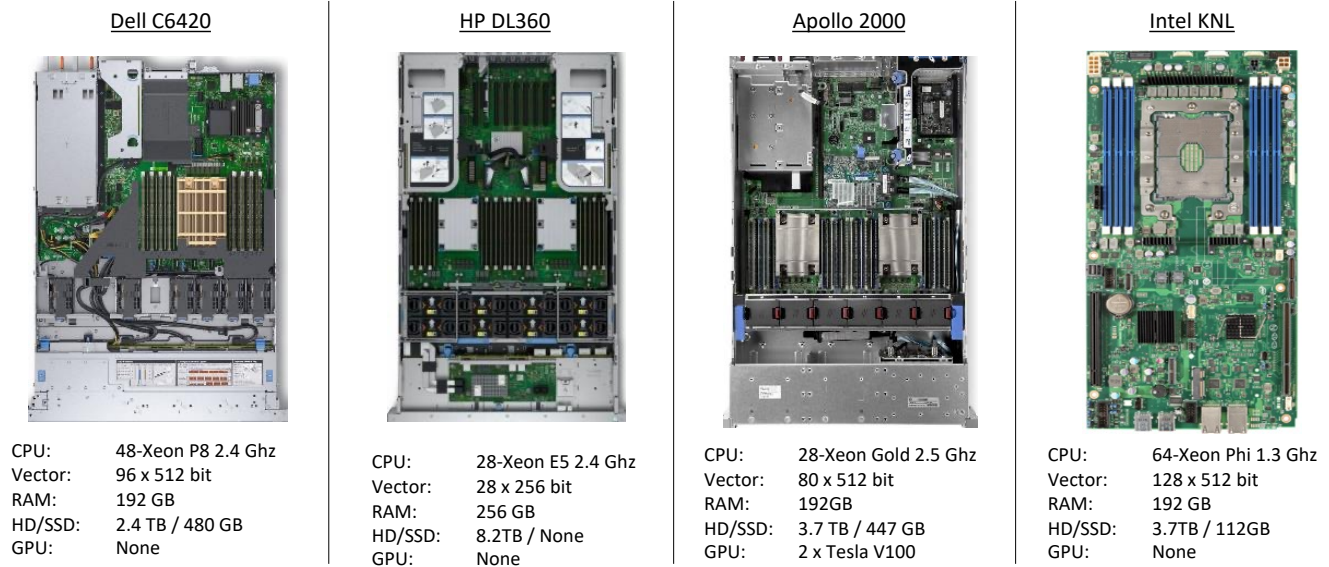 Dell C6420
CPU: 48-Xeon P8 2.4 Ghz
Vector: 96 x 512 bit
RAM: 192 GB
HD/SSD: 2.4 TB / 480 GB
GPU: None
HP DL360
CPU: 28-Xeon E5 2.4 Ghz
Vector: 28 x 256 bit
RAM: 256 GB
HD/SSD: 8.2TB / None
GPU: None
Apollo 2000
CPU: 28-Xeon Gold 2.5 Ghz
Vector: 80 x 512 bit
RAM: 192GB
HD/SSD: 3.7 TB / 447 GB
GPU: 2 x Tesla V100
Intel KNL
CPU: 64-Xeon Phi 1.3 Ghz
Vector: 128 x 512 bit
RAM: 192 GB
HD/SSD: 3.7TB / 112GB
GPU: None